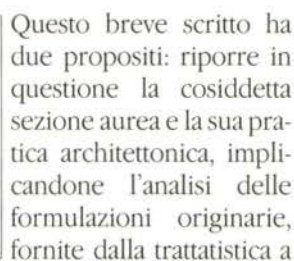 Questo breve scritto ha
due propositi: riporre in
questione la cosiddetta
sezione aurea e la sua pra-
tica architettonica, impli-
candone l'analisi delle
formulazioni originarie,
fornite dalla trattatistica a